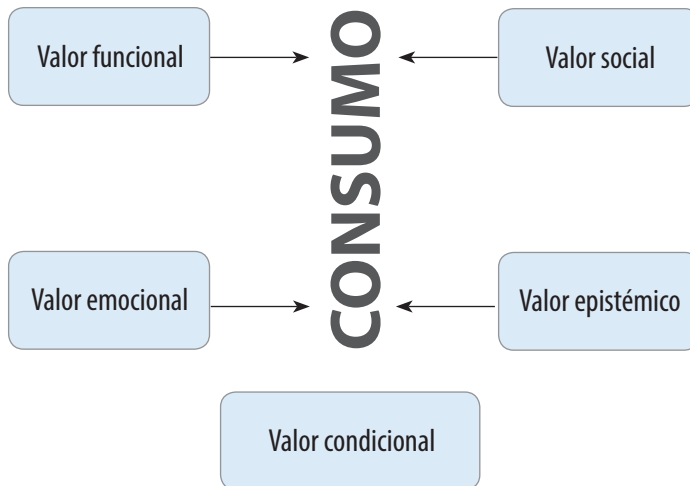 Valor funcional
CONSUMO
Valor social
Valor emocional
Valor epistémico
Valor condicional